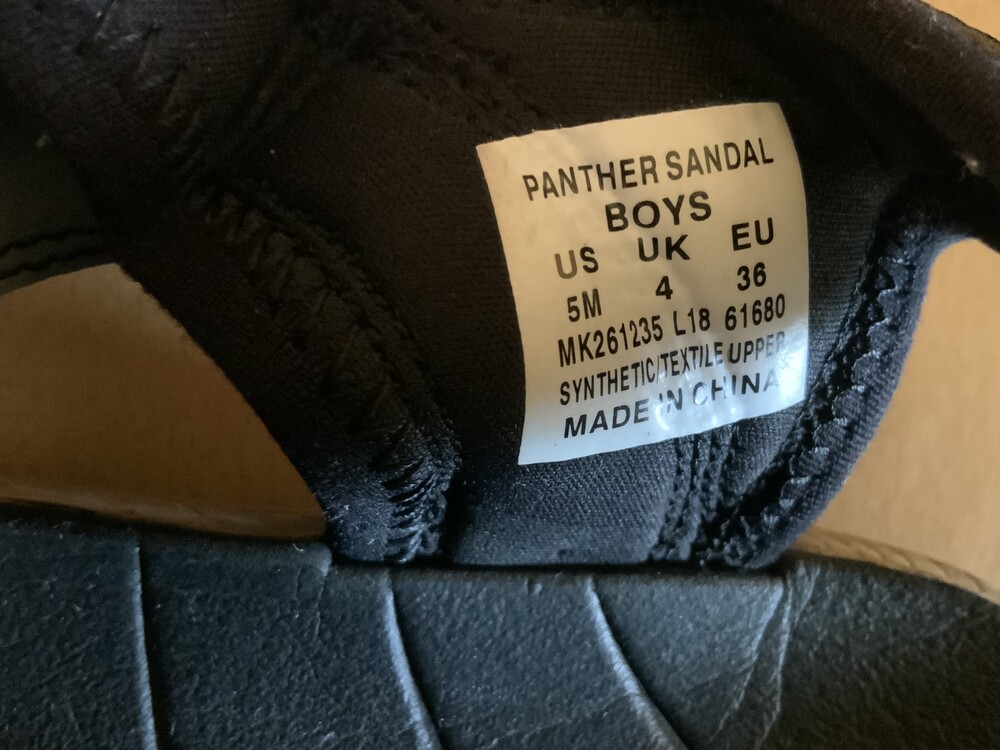 PANTHER SANDAL
BOYS
US UK EU
5M 4 36
MK261235 L18 61680
SYNTHETIC/TEXTILE UPPER
MADE IN CHINA